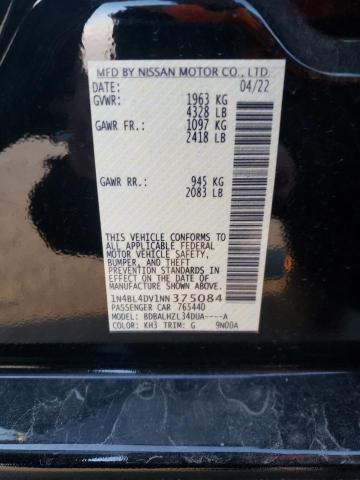 MFD BY NISSAN MOTOR CO., LTD.
DATE: 04/22
GVWR: 1963 KG
4328 LB
GAWR FR.: 1097 KG
2418 LB
GAWR RR.: 945 KG
2083 LB
THIS VEHICLE CONFORMS TO
ALL APPLICABLE FEDERAL
MOTOR VEHICLE SAFETY,
BUMPER, AND THEFT
PREVENTION STANDARDS
IN EFFECT ON THE DATE OF
MANUFACTURE SHOWN ABOVE.
1N4BL4DV1NN375084
PASSENGER CAR 765440
MODEL: BDBALHZL34DUA----A
COLOR: KH3 TRIM: G 9N00A